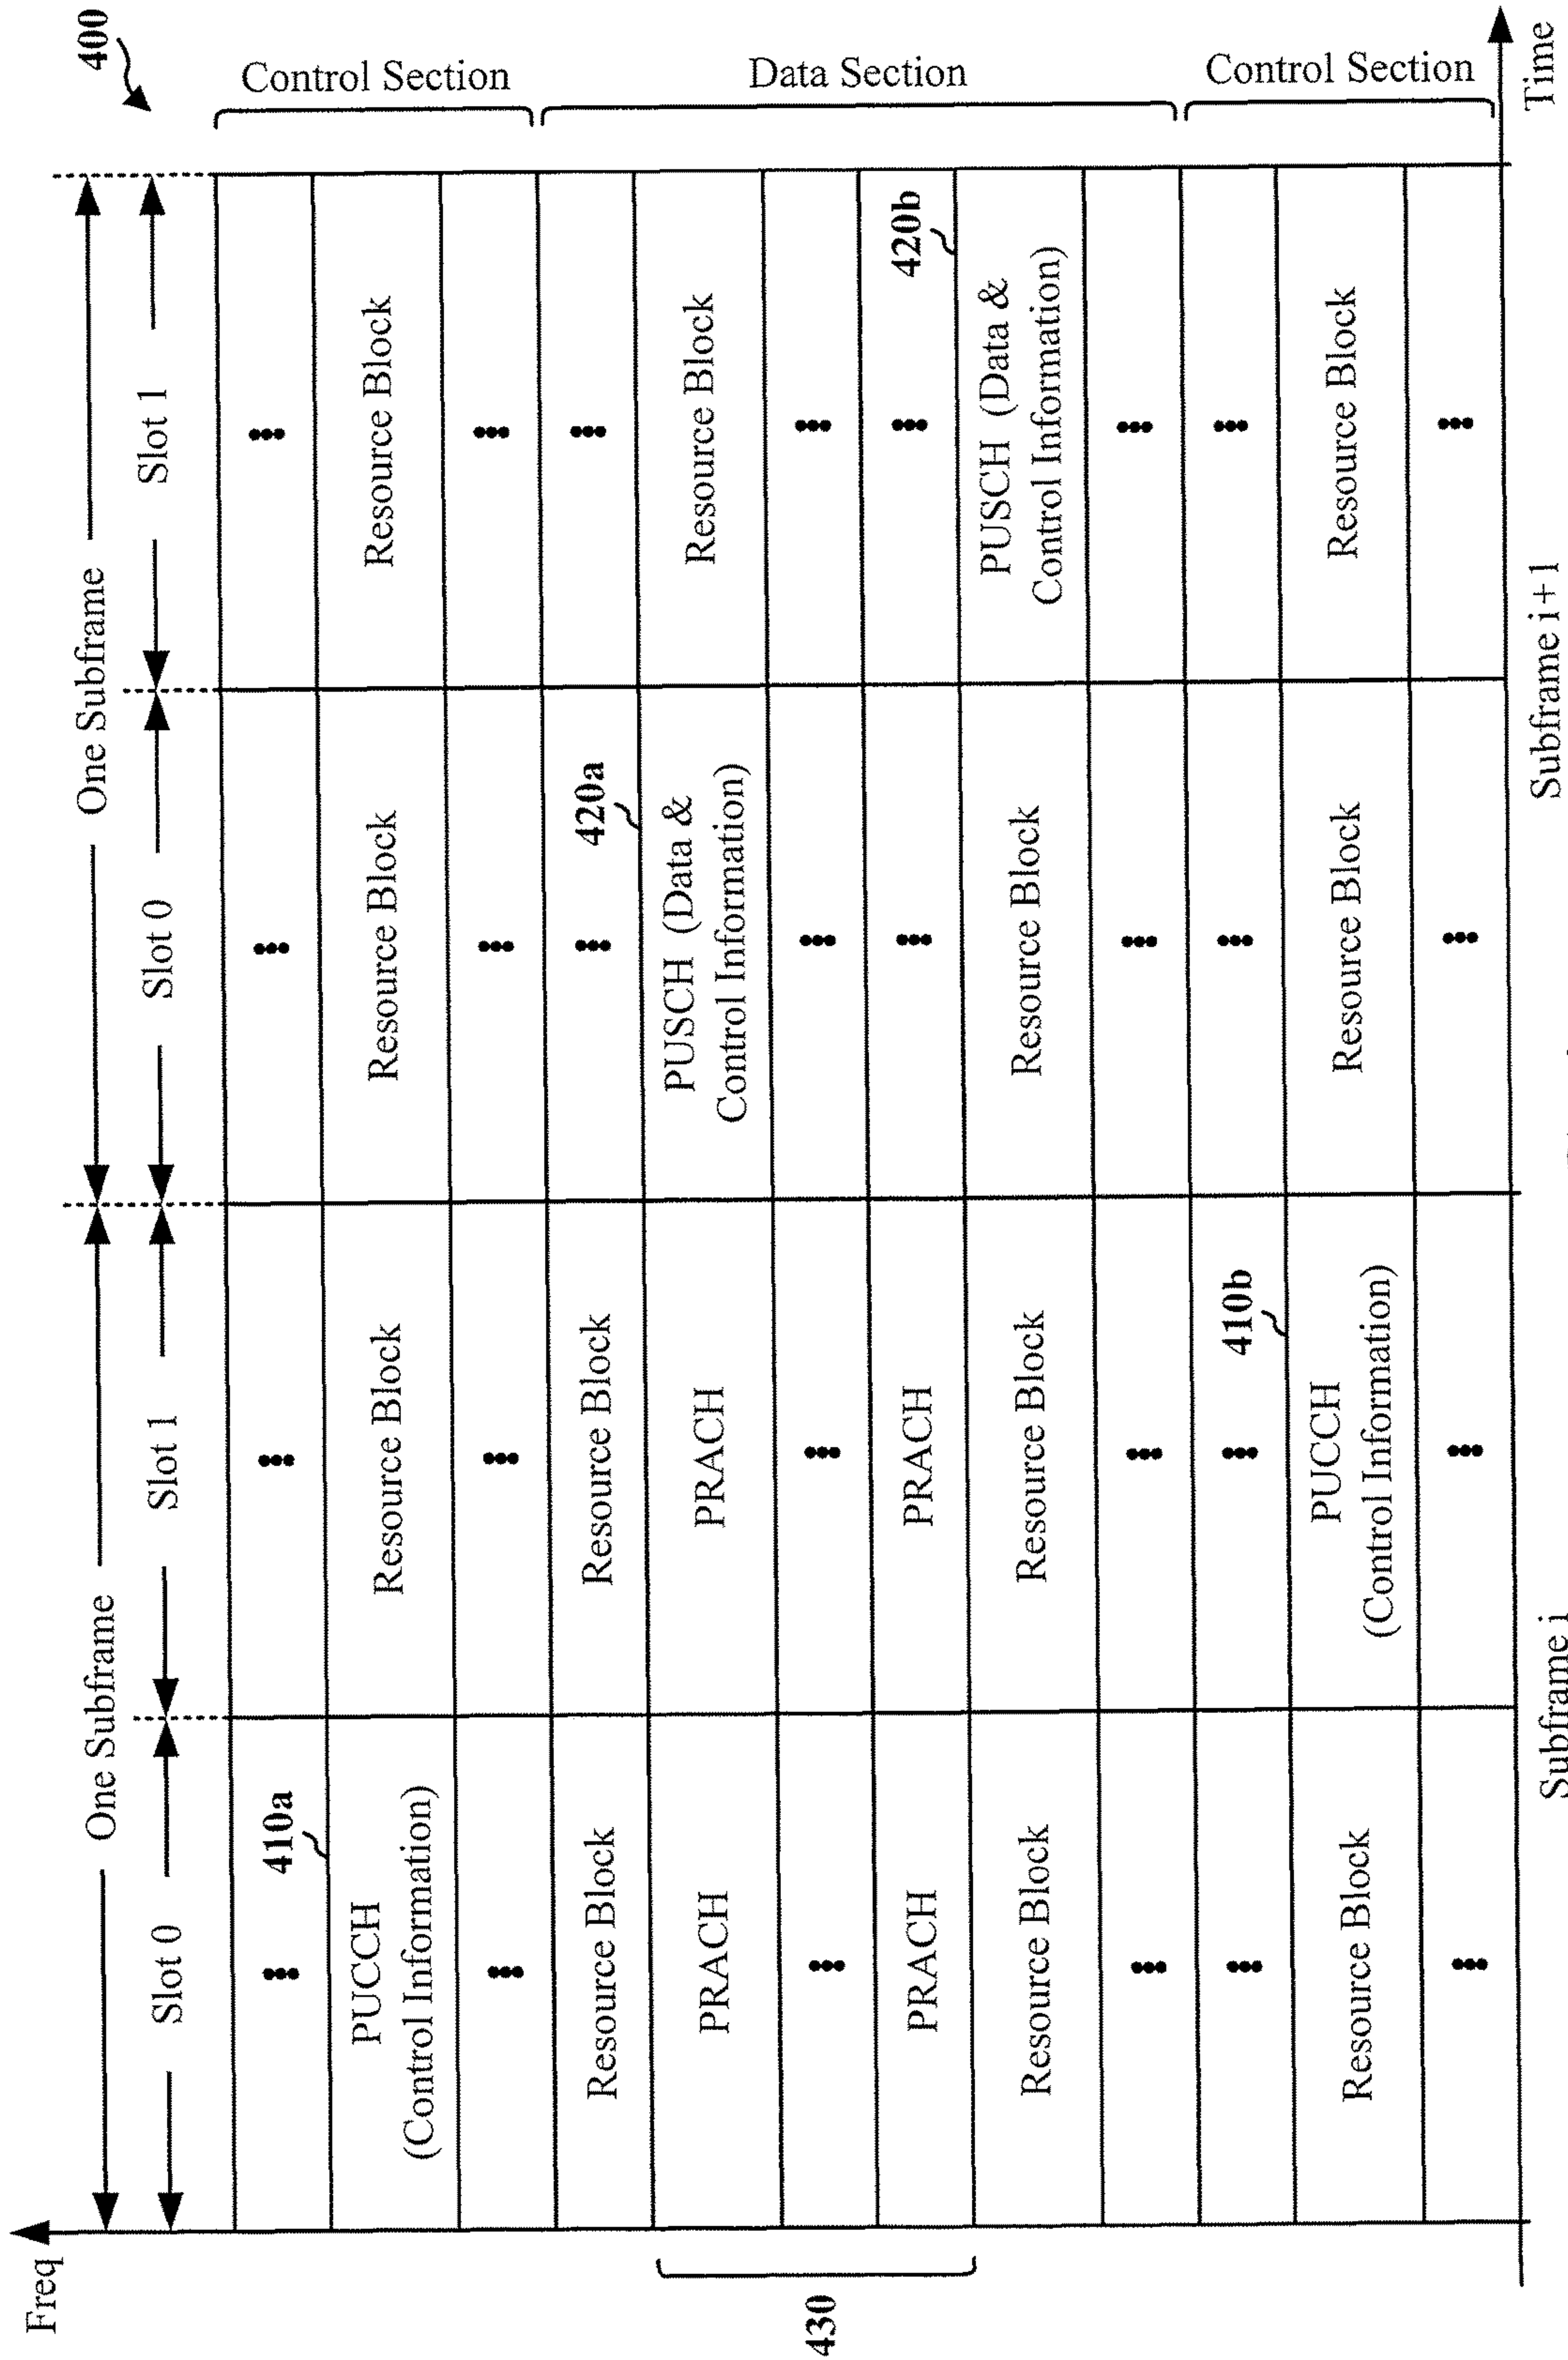 400
Freq
One Subframe
One Subframe
Slot 0
Slot 1
Slot 0
Slot 1
Control Section
•••
410a
•••
•••
•••
PUCCH
(Control Information)
Resource Block
Resource Block
Resource Block
•••
•••
•••
•••
Data Section
Resource Block
Resource Block
•••
420a
•••
430
PRACH
PRACH
PUSCH (Data &
Control Information)
Resource Block
•••
•••
•••
•••
PRACH
PRACH
•••
•••
420b
Resource Block
Resource Block
Resource Block
PUSCH (Data &
Control Information)
•••
•••
•••
•••
Control Section
•••
•••
410b
•••
•••
Resource Block
PUCCH
(Control Information)
Resource Block
Resource Block
•••
•••
•••
•••
Time
Subframe i
Subframe i+1